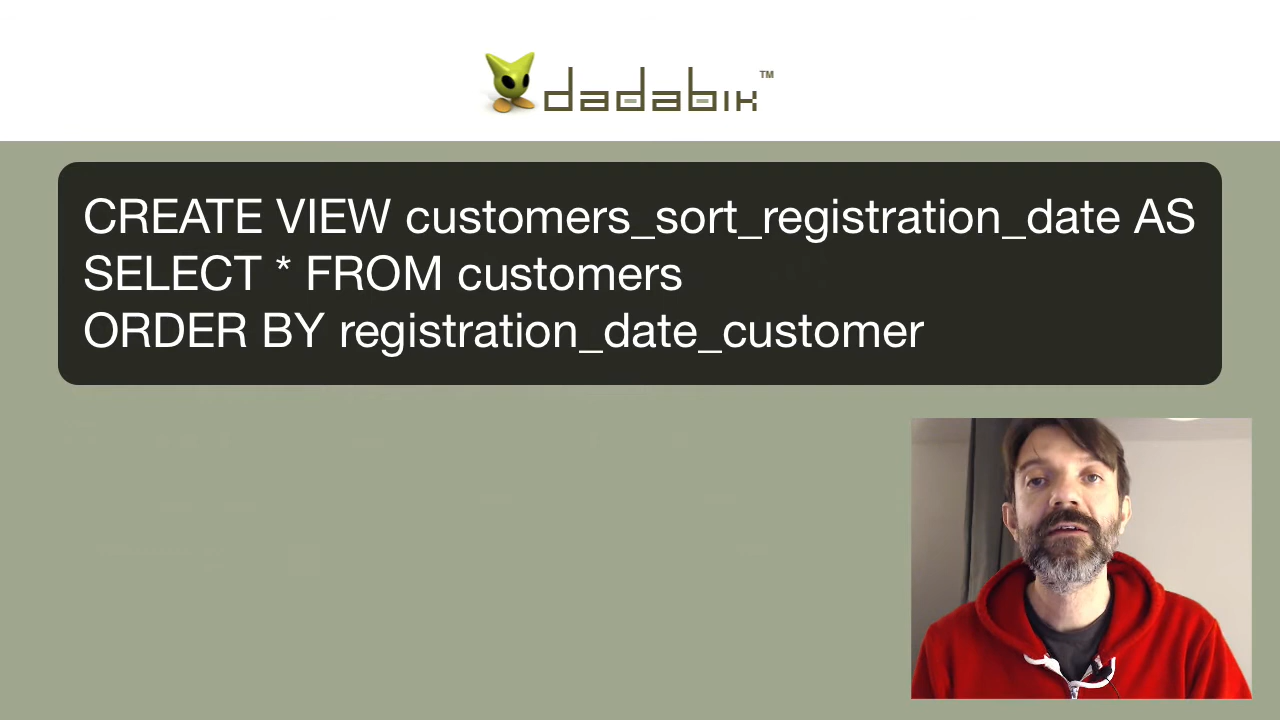 dadabik™
CREATE VIEW customers_sort_registration_date AS
SELECT * FROM customers
ORDER BY registration_date_customer